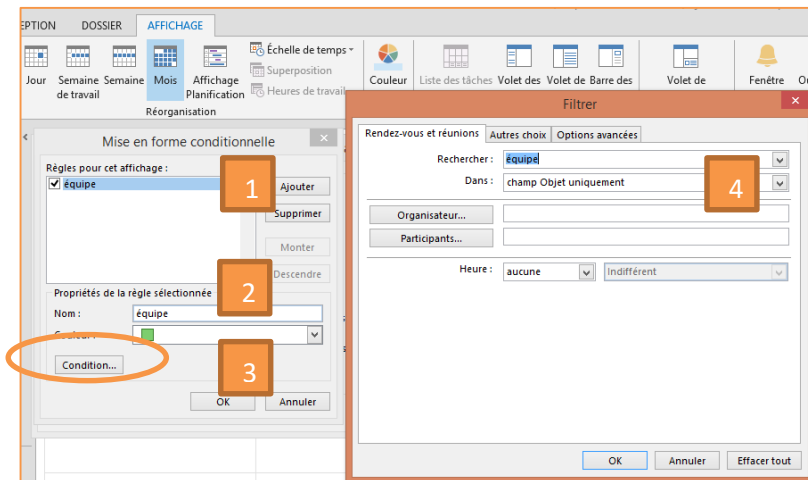 EPTION DOSSIER AFFICHAGE
Jour Semaine de travail Semaine Mois Affichage Planification
Échelle de temps
Superposition
Heures de travail
Réorganisation
Couleur Liste des tâches Volet des Volet de Barre des Volet de Fenêtre
Mise en forme conditionnelle
Règles pour cet affichage :
équipe
1
Ajouter
Supprimer
Monter
Descendre
Propriétés de la règle sélectionnée
2
Nom : équipe
Condition...
3
OK Annuler
Filtrer
Rendez-vous et réunions Autres choix Options avancées
Rechercher : équipe
Dans : champ Objet uniquement
4
Organisateur...
Participants...
Heure : aucune Indifférent
OK Annuler Effacer tout